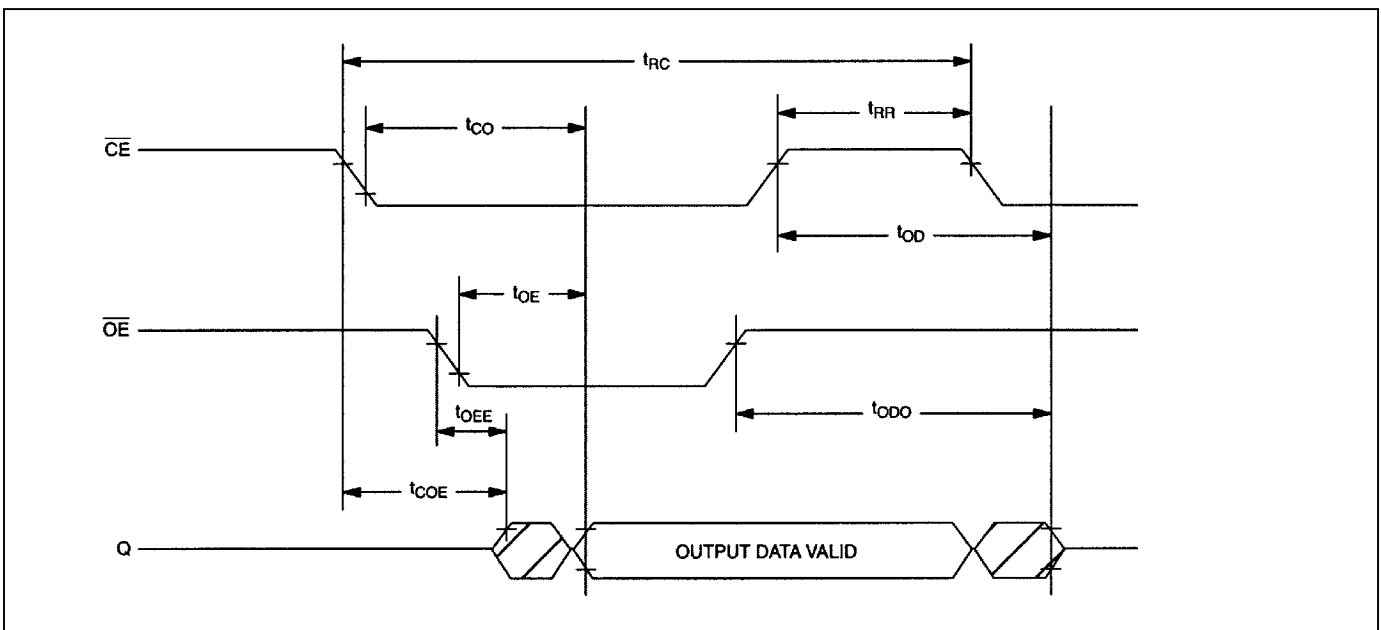 tRC
tRR
tCO
CE
tOD
tOE
OE
tODO
tOEE
tCOE
Q
OUTPUT DATA VALID